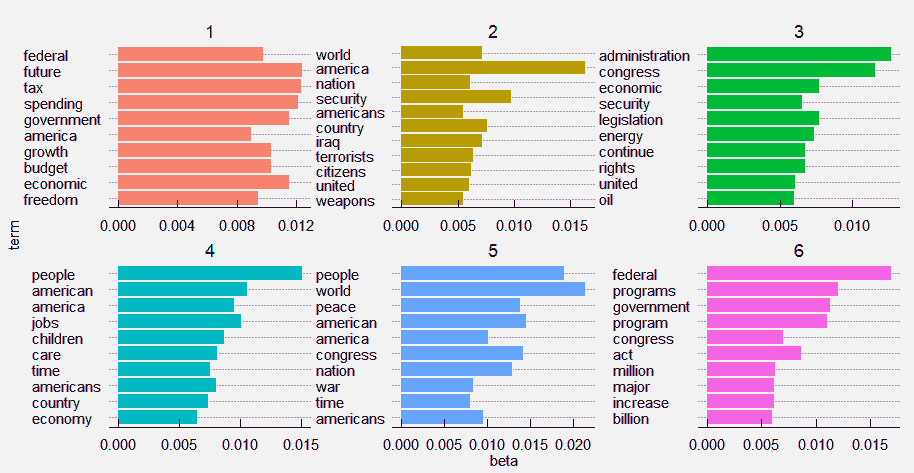 1
federal
future
tax
spending
government
america
growth
budget
economic
freedom
0.000 0.004 0.008 0.012
2
world
america
nation
security
americans
country
iraq
terrorists
citizens
united
weapons
0.000 0.005 0.010 0.015
3
administration
congress
economic
security
legislation
energy
continue
rights
united
oil
0.000 0.005 0.010
term
4
people
american
america
jobs
children
care
time
americans
country
economy
0.000 0.005 0.010 0.015
5
people
world
peace
american
america
congress
nation
war
time
americans
0.000 0.005 0.010 0.015 0.020
6
federal
programs
government
program
congress
act
million
major
increase
billion
0.000 0.005 0.010 0.015
beta